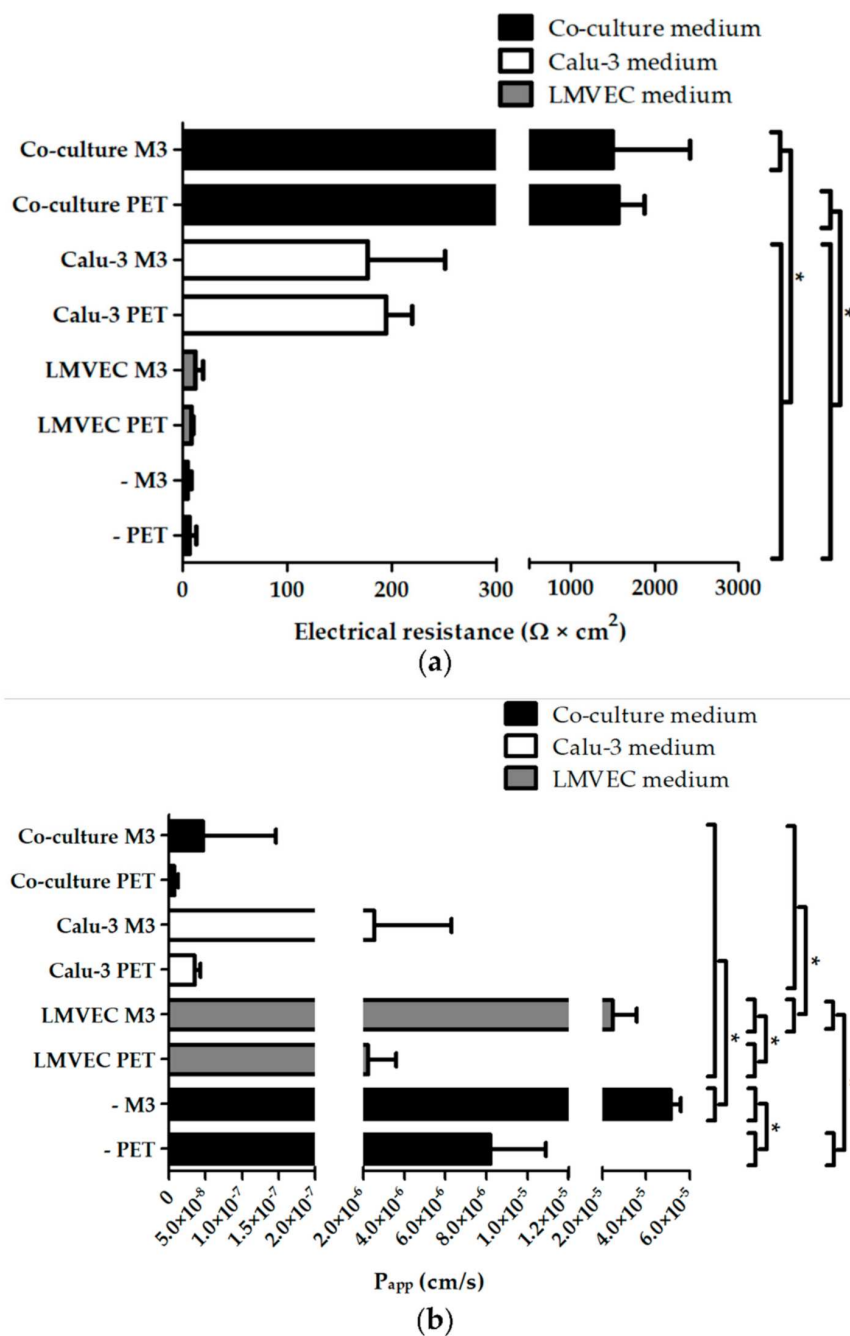 Co-culture medium
Calu-3 medium
LMVEC medium
Co-culture M3
Co-culture PET
Calu-3 M3
Calu-3 PET
LMVEC M3
LMVEC PET
- M3
- PET
* *
0 100 200 300 1000 2000 3000
Electrical resistance (Ω × cm²)
(a)
Co-culture medium
Calu-3 medium
LMVEC medium
Co-culture M3
Co-culture PET
Calu-3 M3
Calu-3 PET
LMVEC M3
LMVEC PET
- M3
- PET
* * * *
0 5.0×10⁻⁸ 1.0×10⁻⁷ 1.5×10⁻⁷ 2.0×10⁻⁷ 2.0×10⁻⁶ 4.0×10⁻⁶ 6.0×10⁻⁶ 8.0×10⁻⁶ 1.0×10⁻⁵ 1.2×10⁻⁵ 2.0×10⁻⁵ 4.0×10⁻⁵ 6.0×10⁻⁵
Papp (cm/s)
(b)